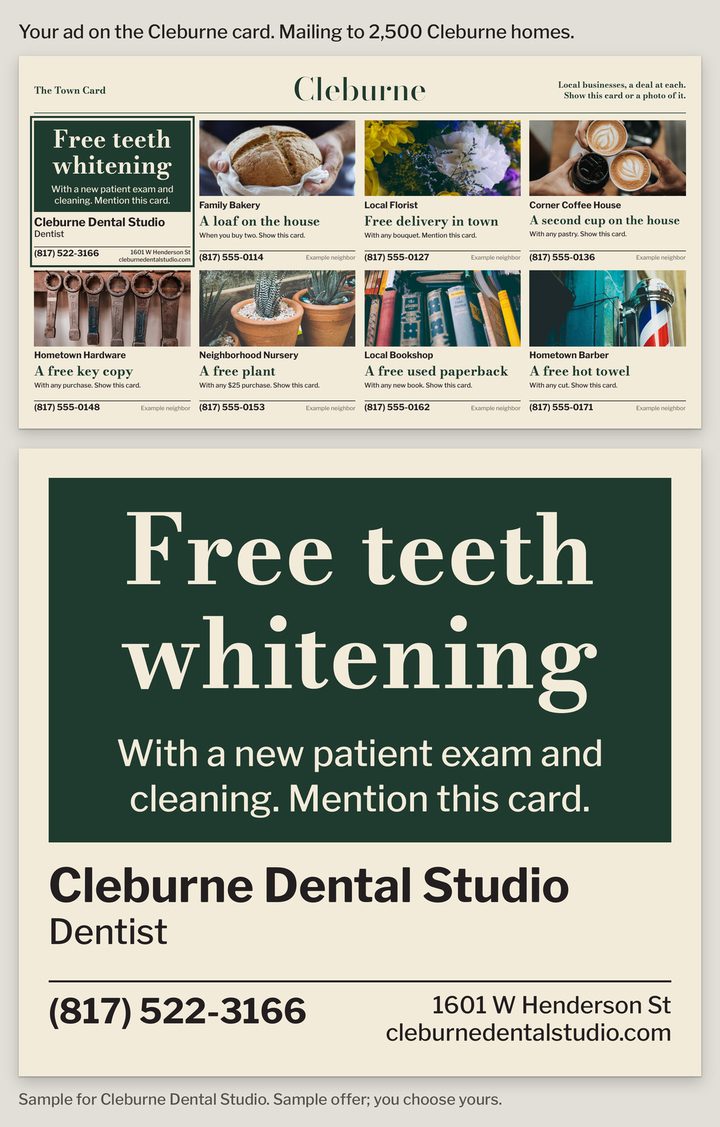 Your ad on the Cleburne card. Mailing to 2,500 Cleburne homes.
The Town Card
Cleburne
Local businesses, a deal at each.
Show this card or a photo of it.
Free teeth
whitening
With a new patient exam and
cleaning. Mention this card.
Cleburne Dental Studio
Dentist
(817) 522-3166
1601 W Henderson St
cleburnedentalstudio.com
Family Bakery
A loaf on the house
When you buy two. Show this card.
(817) 555-0114
Example neighbor
Local Florist
Free delivery in town
With any bouquet. Mention this card.
(817) 555-0127
Example neighbor
Corner Coffee House
A second cup on the house
With any pastry. Show this card.
(817) 555-0136
Example neighbor
Hometown Hardware
A free key copy
With any purchase. Show this card.
(817) 555-0148
Example neighbor
Neighborhood Nursery
A free plant
With any $25 purchase. Show this card.
(817) 555-0153
Example neighbor
Local Bookshop
A free used paperback
With any new book. Show this card.
(817) 555-0162
Example neighbor
Hometown Barber
A free hot towel
With any cut. Show this card.
(817) 555-0171
Example neighbor
Free teeth
whitening
With a new patient exam and
cleaning. Mention this card.
Cleburne Dental Studio
Dentist
(817) 522-3166
1601 W Henderson St
cleburnedentalstudio.com
Sample for Cleburne Dental Studio. Sample offer; you choose yours.